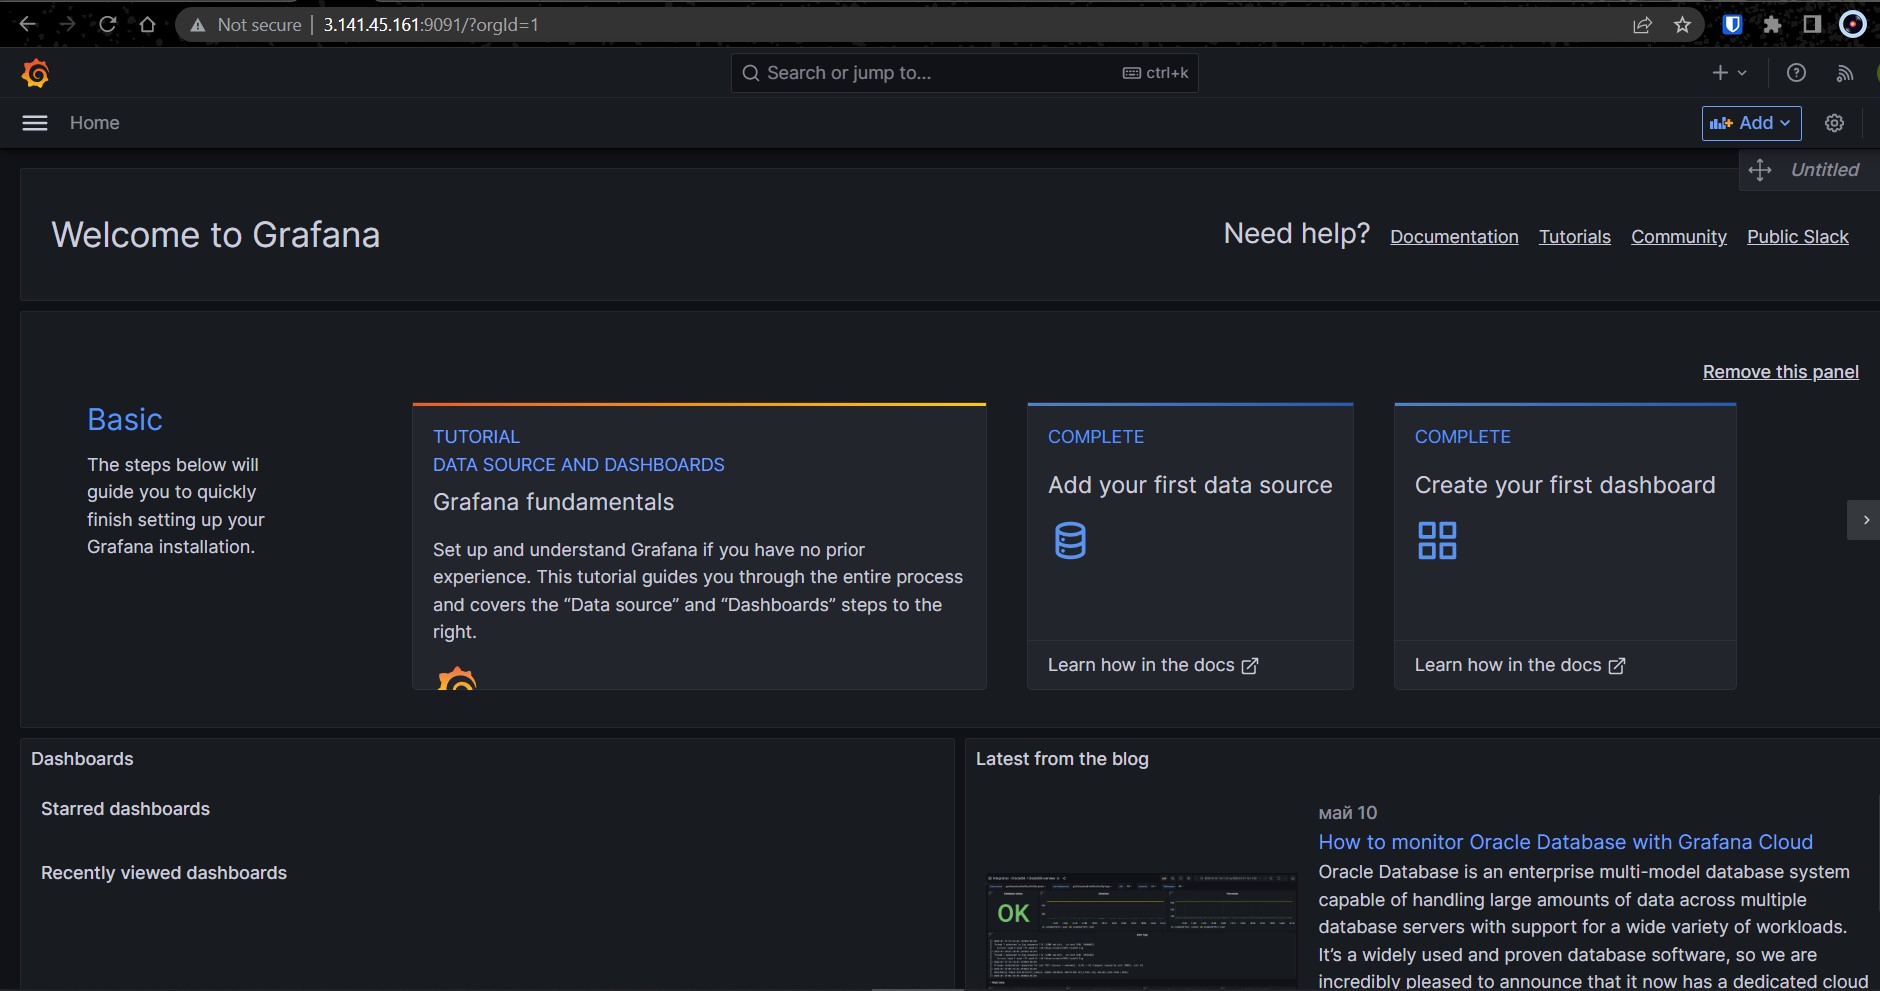 Not secure
3.141.45.161:9091/?orgId=1
Search or jump to...
ctrl+k
Home
Add
Untitled
Welcome to Grafana
Need help?
Documentation
Tutorials
Community
Public Slack
Remove this panel
Basic
The steps below will
guide you to quickly
finish setting up your
Grafana installation.
TUTORIAL
DATA SOURCE AND DASHBOARDS
Grafana fundamentals
Set up and understand Grafana if you have no prior
experience. This tutorial guides you through the entire process
and covers the “Data source” and “Dashboards” steps to the
right.
COMPLETE
Add your first data source
Learn how in the docs
COMPLETE
Create your first dashboard
Learn how in the docs
Dashboards
Starred dashboards
Recently viewed dashboards
Latest from the blog
OK
май 10
How to monitor Oracle Database with Grafana Cloud
Oracle Database is an enterprise multi-model database system
capable of handling large amounts of data across multiple
database servers with support for a wide variety of workloads.
It’s a widely used and proven database software, so we are
incredibly pleased to announce that it now has a dedicated cloud